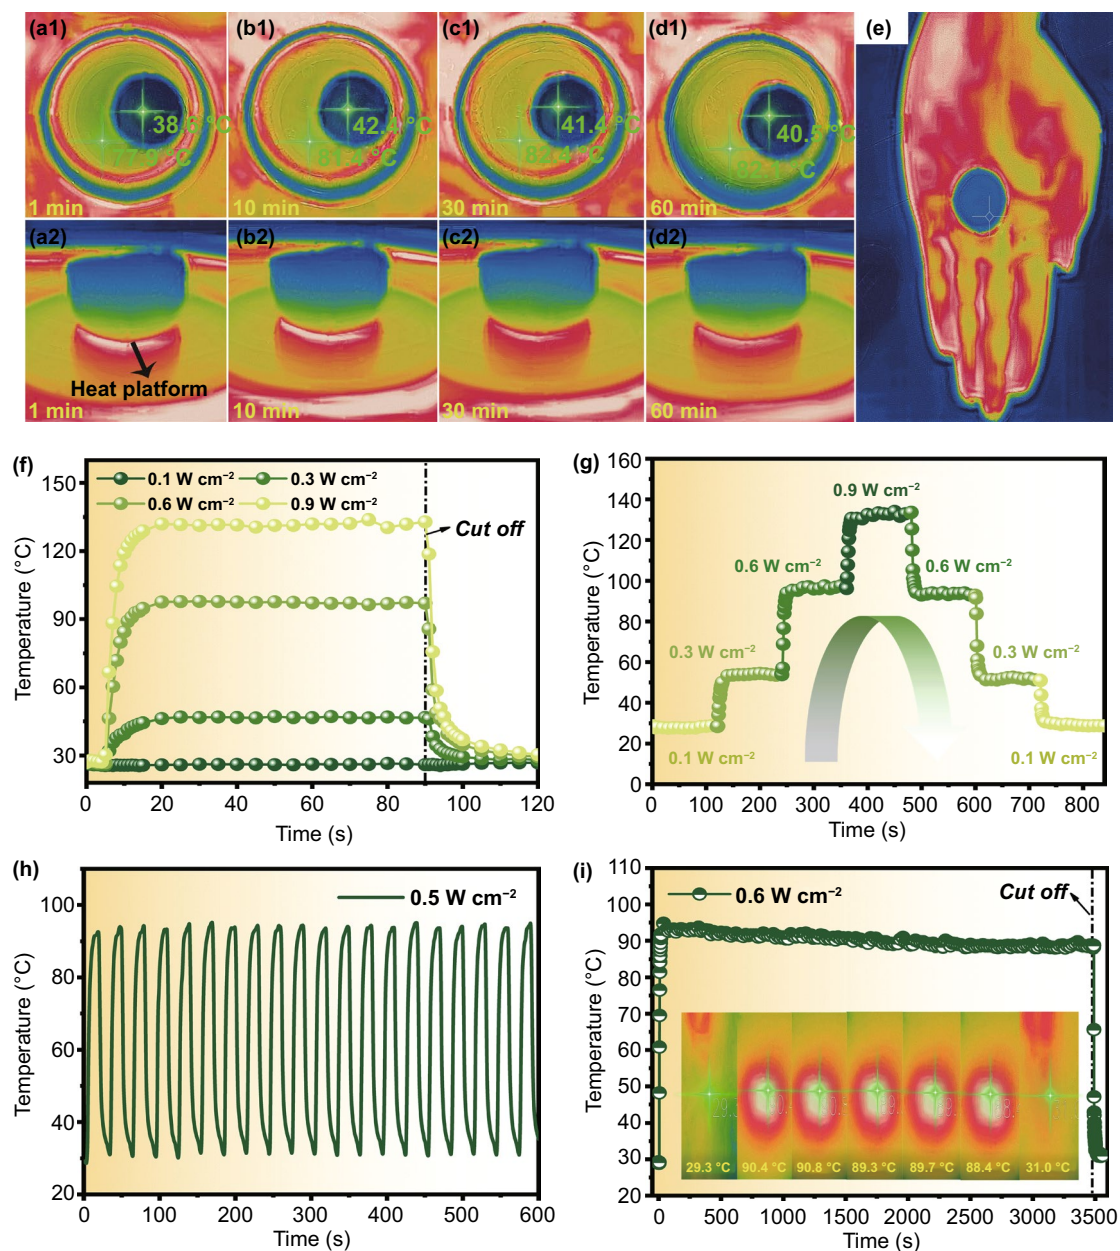 (a1)
38.6 °C
77.0 °C
1 min
(b1)
42.4 °C
81.4 °C
10 min
(c1)
41.4 °C
82.4 °C
30 min
(d1)
40.5 °C
82.1 °C
60 min
(e)
(a2)
Heat platform
1 min
(b2)
10 min
(c2)
30 min
(d2)
60 min
(f)
0.1 W cm⁻² 0.3 W cm⁻²
0.6 W cm⁻² 0.9 W cm⁻²
Cut off
150
120
90
60
30
Temperature (°C)
0 20 40 60 80 100 120
Time (s)
(g)
160
140
120
100
80
60
40
20
0
Temperature (°C)
0.9 W cm⁻²
0.6 W cm⁻² 0.6 W cm⁻²
0.3 W cm⁻² 0.3 W cm⁻²
0.1 W cm⁻² 0.1 W cm⁻²
0 100 200 300 400 500 600 700 800
Time (s)
(h)
0.5 W cm⁻²
100
80
60
40
20
Temperature (°C)
0 100 200 300 400 500 600
Time (s)
(i)
0.6 W cm⁻²
Cut off
110
100
90
80
70
60
50
40
30
20
Temperature (°C)
29.3 °C 90.4 °C 90.8 °C 89.3 °C 89.7 °C 88.4 °C 31.0 °C
0 500 1000 1500 2000 2500 3000 3500
Time (s)